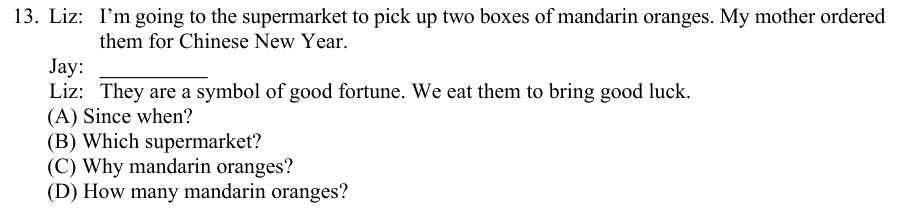 13. Liz: I’m going to the supermarket to pick up two boxes of mandarin oranges. My mother ordered
them for Chinese New Year.
Jay: __________
Liz: They are a symbol of good fortune. We eat them to bring good luck.
(A) Since when?
(B) Which supermarket?
(C) Why mandarin oranges?
(D) How many mandarin oranges?